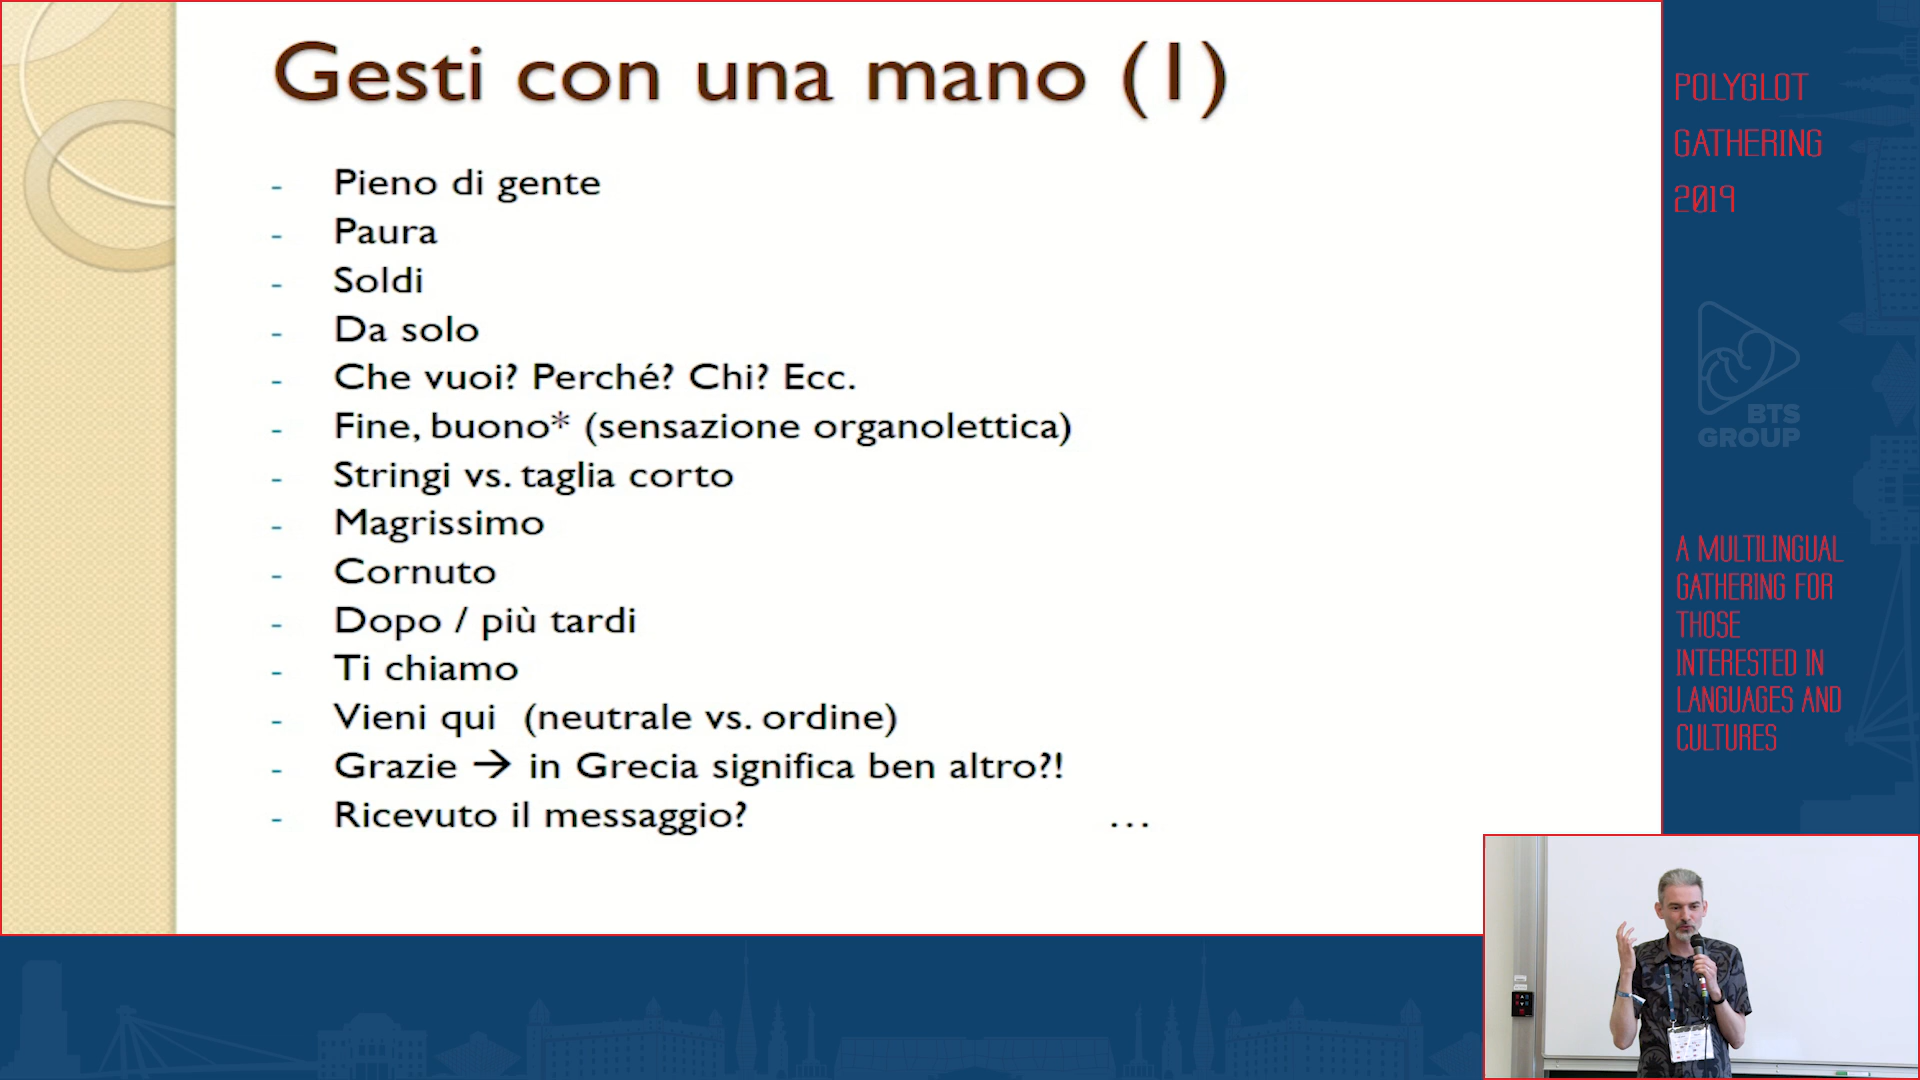 Gesti con una mano (1)
- Pieno di gente
- Paura
- Soldi
- Da solo
- Che vuoi? Perché? Chi? Ecc.
- Fine, buono* (sensazione organolettica)
- Stringi vs. taglia corto
- Magrissimo
- Cornuto
- Dopo / più tardi
- Ti chiamo
- Vieni qui (neutrale vs. ordine)
- Grazie → in Grecia significa ben altro?!
- Ricevuto il messaggio? …
POLYGLOT
GATHERING
2019
BTS
GROUP
A MULTILINGUAL
GATHERING FOR
THOSE
INTERESTED IN
LANGUAGES AND
CULTURES